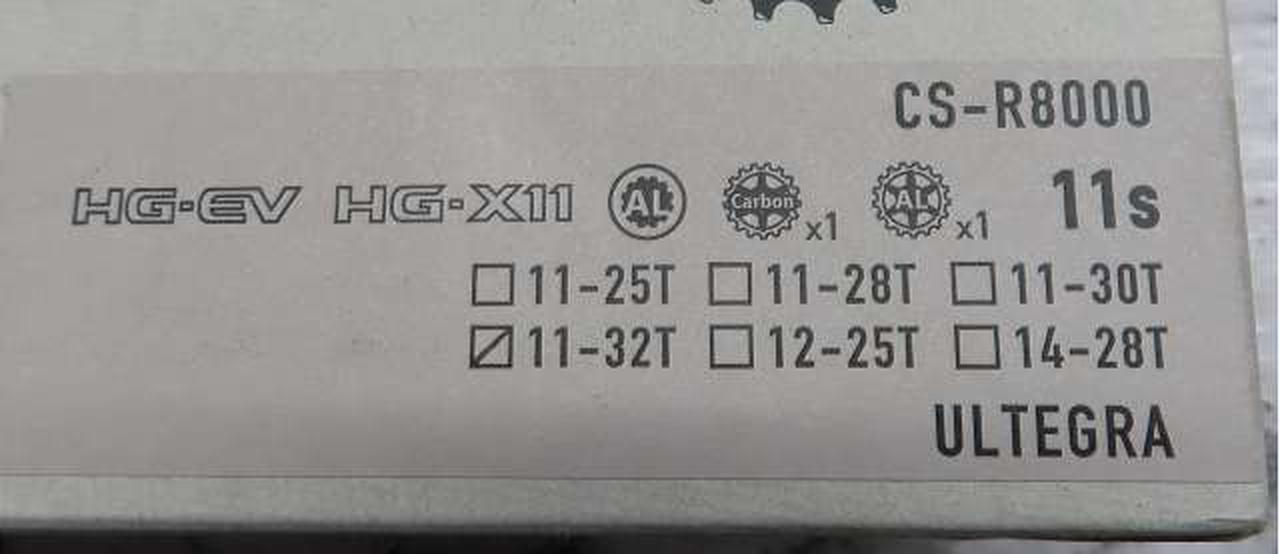 CS-R8000
HG-EV HG-X11 AL Carbon x1 AL x1 11s
11-25T 11-28T 11-30T
11-32T 12-25T 14-28T
ULTEGRA